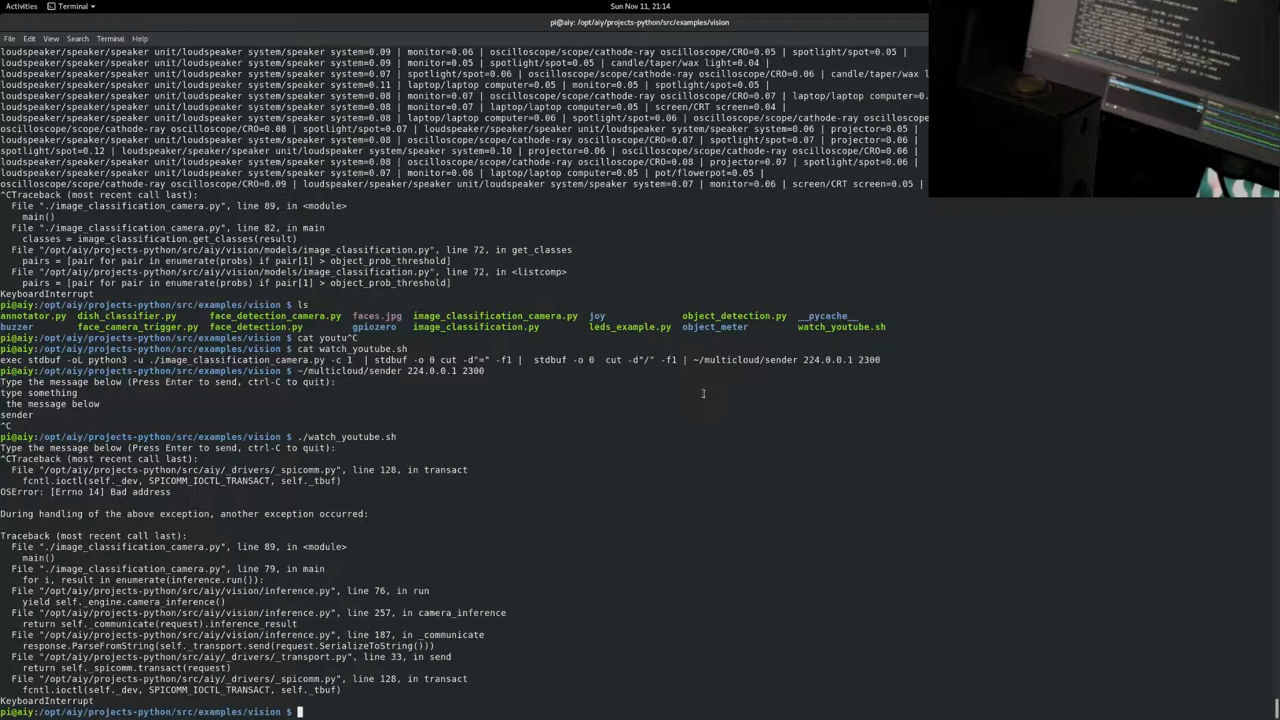 Activities Terminal Sun Nov 11, 21:14
pi@aiy: /opt/aiy/projects-python/src/examples/vision
File Edit View Search Terminal Help
loudspeaker/speaker/speaker unit/loudspeaker system/speaker system=0.09 | monitor=0.06 | oscilloscope/scope/cathode-ray oscilloscope/CRO=0.05 | spotlight/spot=0.05 |
loudspeaker/speaker/speaker unit/loudspeaker system/speaker system=0.09 | monitor=0.05 | spotlight/spot=0.05 | candle/taper/wax light=0.04 |
loudspeaker/speaker/speaker unit/loudspeaker system/speaker system=0.07 | spotlight/spot=0.06 | oscilloscope/scope/cathode-ray oscilloscope/CRO=0.06 | candle/taper/wax l
loudspeaker/speaker/speaker unit/loudspeaker system/speaker system=0.11 | laptop/laptop computer=0.05 | monitor=0.05 | spotlight/spot=0.05 |
loudspeaker/speaker/speaker unit/loudspeaker system/speaker system=0.08 | monitor=0.07 | oscilloscope/scope/cathode-ray oscilloscope/CRO=0.07 | laptop/laptop computer=0.
loudspeaker/speaker/speaker unit/loudspeaker system/speaker system=0.08 | monitor=0.07 | laptop/laptop computer=0.05 | screen/CRT screen=0.04 |
loudspeaker/speaker/speaker unit/loudspeaker system/speaker system=0.08 | laptop/laptop computer=0.06 | spotlight/spot=0.06 | oscilloscope/scope/cathode-ray oscilloscope
oscilloscope/scope/cathode-ray oscilloscope/CRO=0.08 | spotlight/spot=0.07 | loudspeaker/speaker/speaker unit/loudspeaker system/speaker system=0.06 | projector=0.05 |
loudspeaker/speaker/speaker unit/loudspeaker system/speaker system=0.08 | oscilloscope/scope/cathode-ray oscilloscope/CRO=0.07 | spotlight/spot=0.07 | projector=0.06 |
spotlight/spot=0.12 | loudspeaker/speaker/speaker unit/loudspeaker system/speaker system=0.10 | projector=0.06 | oscilloscope/scope/cathode-ray oscilloscope/CRO=0.05 |
loudspeaker/speaker/speaker unit/loudspeaker system/speaker system=0.08 | oscilloscope/scope/cathode-ray oscilloscope/CRO=0.08 | projector=0.07 | spotlight/spot=0.06 |
loudspeaker/speaker/speaker unit/loudspeaker system/speaker system=0.06 | monitor=0.06 | laptop/laptop computer=0.05 | pot/flowerpot=0.05 |
oscilloscope/scope/cathode-ray oscilloscope/CRO=0.09 | loudspeaker/speaker/speaker unit/loudspeaker system/speaker system=0.07 | monitor=0.06 | screen/CRT screen=0.05 |
^CTraceback (most recent call last):
File "./image_classification_camera.py", line 89, in <module>
main()
File "./image_classification_camera.py", line 82, in main
classes = image_classification.get_classes(result)
File "/opt/aiy/projects-python/src/aiy/vision/models/image_classification.py", line 72, in get_classes
pairs = [pair for pair in enumerate(probs) if pair[1] > object_prob_threshold]
File "/opt/aiy/projects-python/src/aiy/vision/models/image_classification.py", line 72, in <listcomp>
pairs = [pair for pair in enumerate(probs) if pair[1] > object_prob_threshold]
KeyboardInterrupt
pi@aiy:/opt/aiy/projects-python/src/examples/vision $ ls
annotator.py dish_classifier.py face_detection_camera.py faces.jpg image_classification_camera.py joy object_detection.py __pycache__
buzzer face_camera_trigger.py face_detection.py gpiozero image_classification.py leds_example.py object_meter watch_youtube.sh
pi@aiy:/opt/aiy/projects-python/src/examples/vision $ cat youtu^C
pi@aiy:/opt/aiy/projects-python/src/examples/vision $ cat watch_youtube.sh
exec stdbuf -oL python3 -u ./image_classification_camera.py -c 1 | stdbuf -o 0 cut -d"=" -f1 | stdbuf -o 0 cut -d"/" -f1 | ~/multicloud/sender 224.0.0.1 2300
pi@aiy:/opt/aiy/projects-python/src/examples/vision $ ~/multicloud/sender 224.0.0.1 2300
Type the message below (Press Enter to send, ctrl-C to quit):
type something
the message below
sender
^C
pi@aiy:/opt/aiy/projects-python/src/examples/vision $ ./watch_youtube.sh
Type the message below (Press Enter to send, ctrl-C to quit):
^CTraceback (most recent call last):
File "/opt/aiy/projects-python/src/aiy/_drivers/_spicomm.py", line 128, in transact
fcntl.ioctl(self._dev, SPICOMM_IOCTL_TRANSACT, self._tbuf)
OSError: [Errno 14] Bad address
During handling of the above exception, another exception occurred:
Traceback (most recent call last):
File "./image_classification_camera.py", line 89, in <module>
main()
File "./image_classification_camera.py", line 79, in main
for i, result in enumerate(inference.run()):
File "/opt/aiy/projects-python/src/aiy/vision/inference.py", line 76, in run
yield self._engine.camera_inference()
File "/opt/aiy/projects-python/src/aiy/vision/inference.py", line 257, in camera_inference
return self._communicate(request).inference_result
File "/opt/aiy/projects-python/src/aiy/vision/inference.py", line 187, in _communicate
response.ParseFromString(self._transport.send(request.SerializeToString()))
File "/opt/aiy/projects-python/src/aiy/_drivers/_transport.py", line 33, in send
return self._spicomm.transact(request)
File "/opt/aiy/projects-python/src/aiy/_drivers/_spicomm.py", line 128, in transact
fcntl.ioctl(self._dev, SPICOMM_IOCTL_TRANSACT, self._tbuf)
KeyboardInterrupt
pi@aiy:/opt/aiy/projects-python/src/examples/vision $